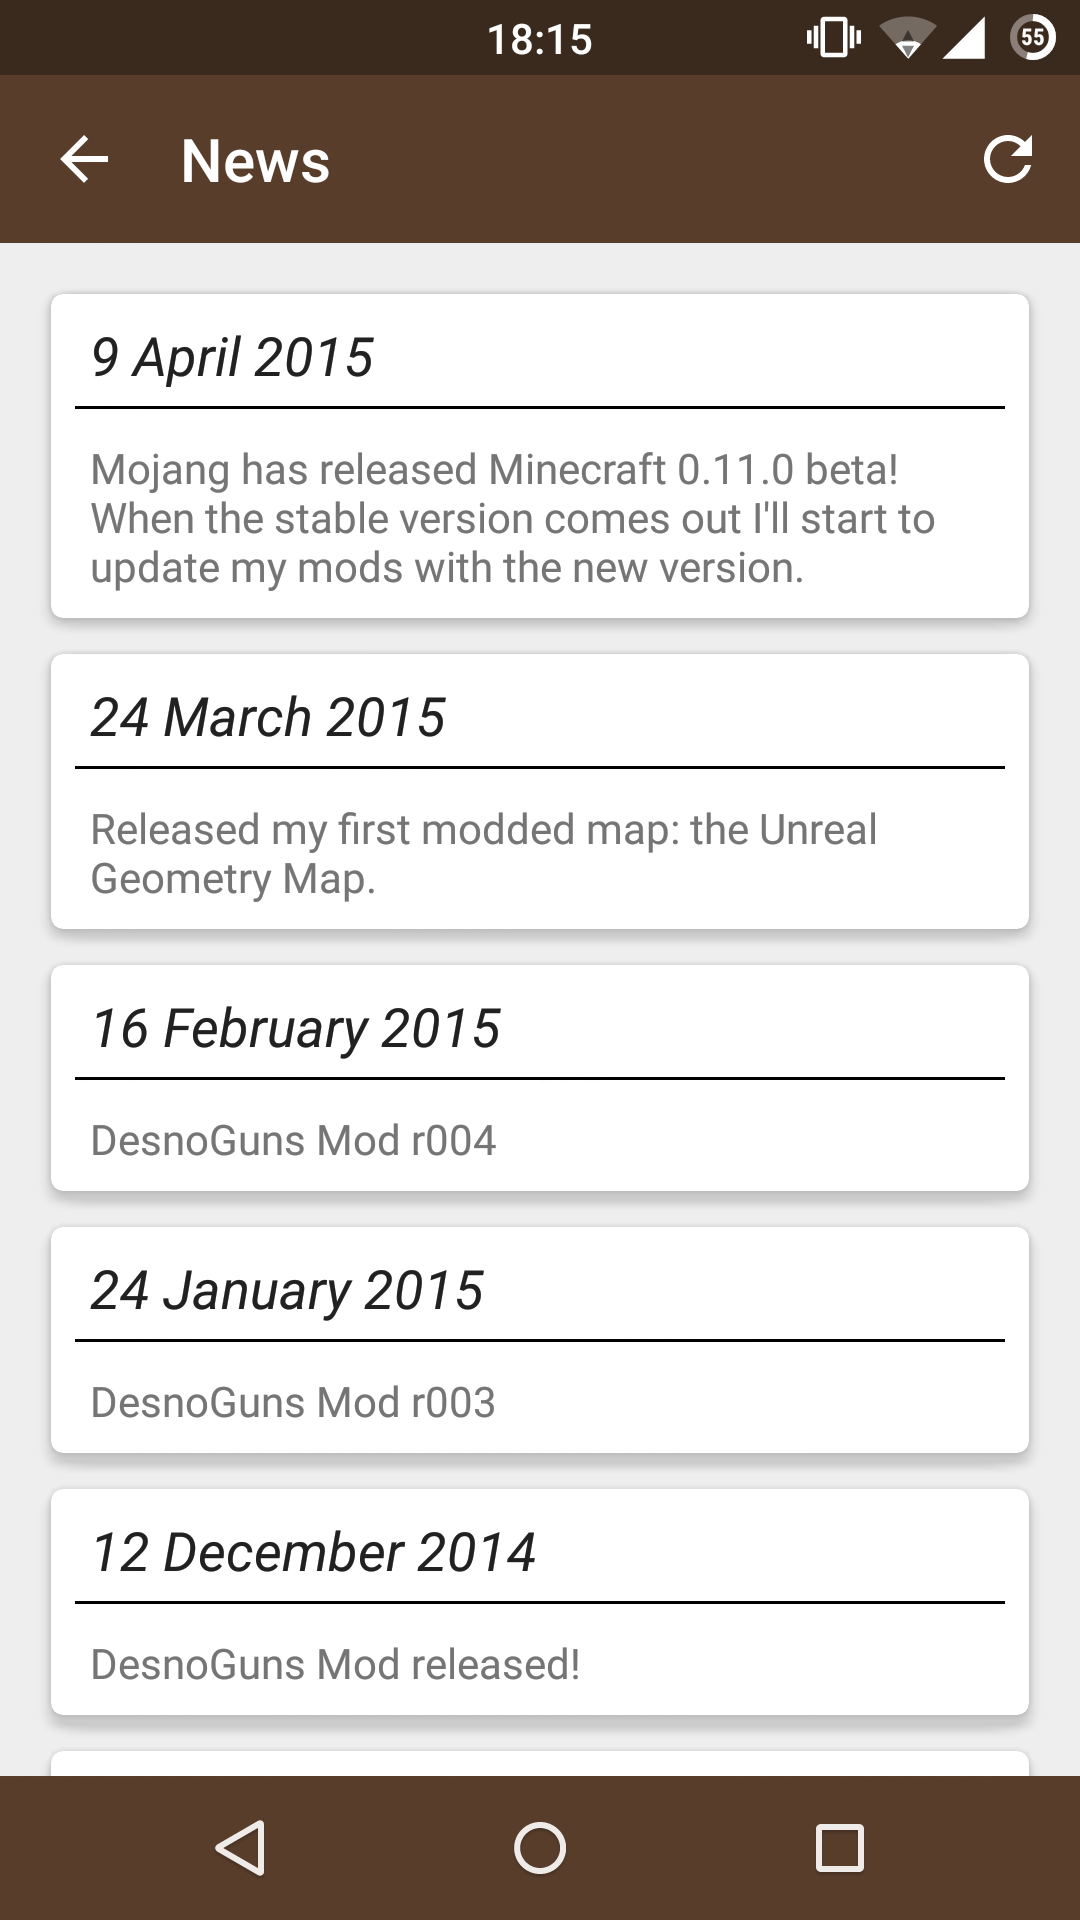 18:15
55
News
9 April 2015
Mojang has released Minecraft 0.11.0 beta!
When the stable version comes out I'll start to
update my mods with the new version.
24 March 2015
Released my first modded map: the Unreal
Geometry Map.
16 February 2015
DesnoGuns Mod r004
24 January 2015
DesnoGuns Mod r003
12 December 2014
DesnoGuns Mod released!